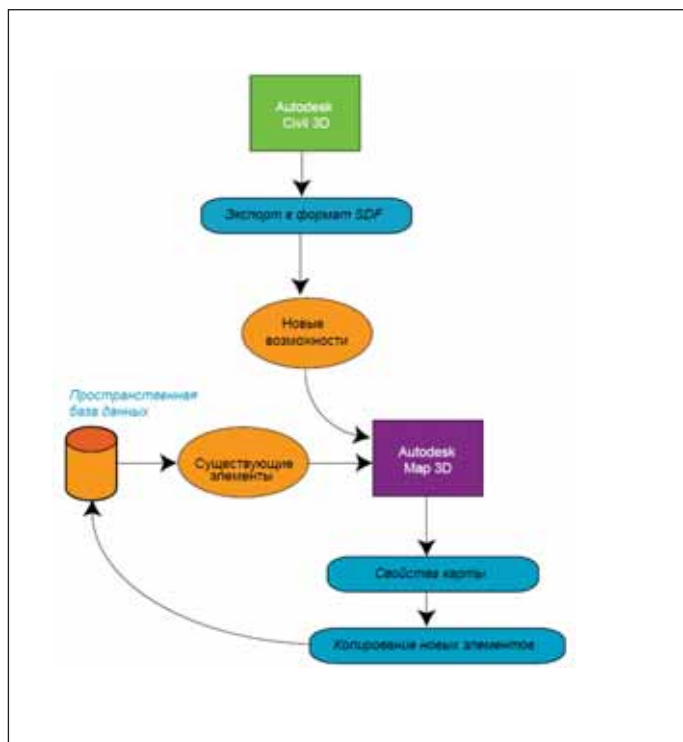 Autodesk
Civil 3D
Экспорт в формат SDF
Новые
возможности
Пространственная
база данных
Существующие
элементы
Autodesk
Map 3D
Свойства карты
Копирование новых элементов